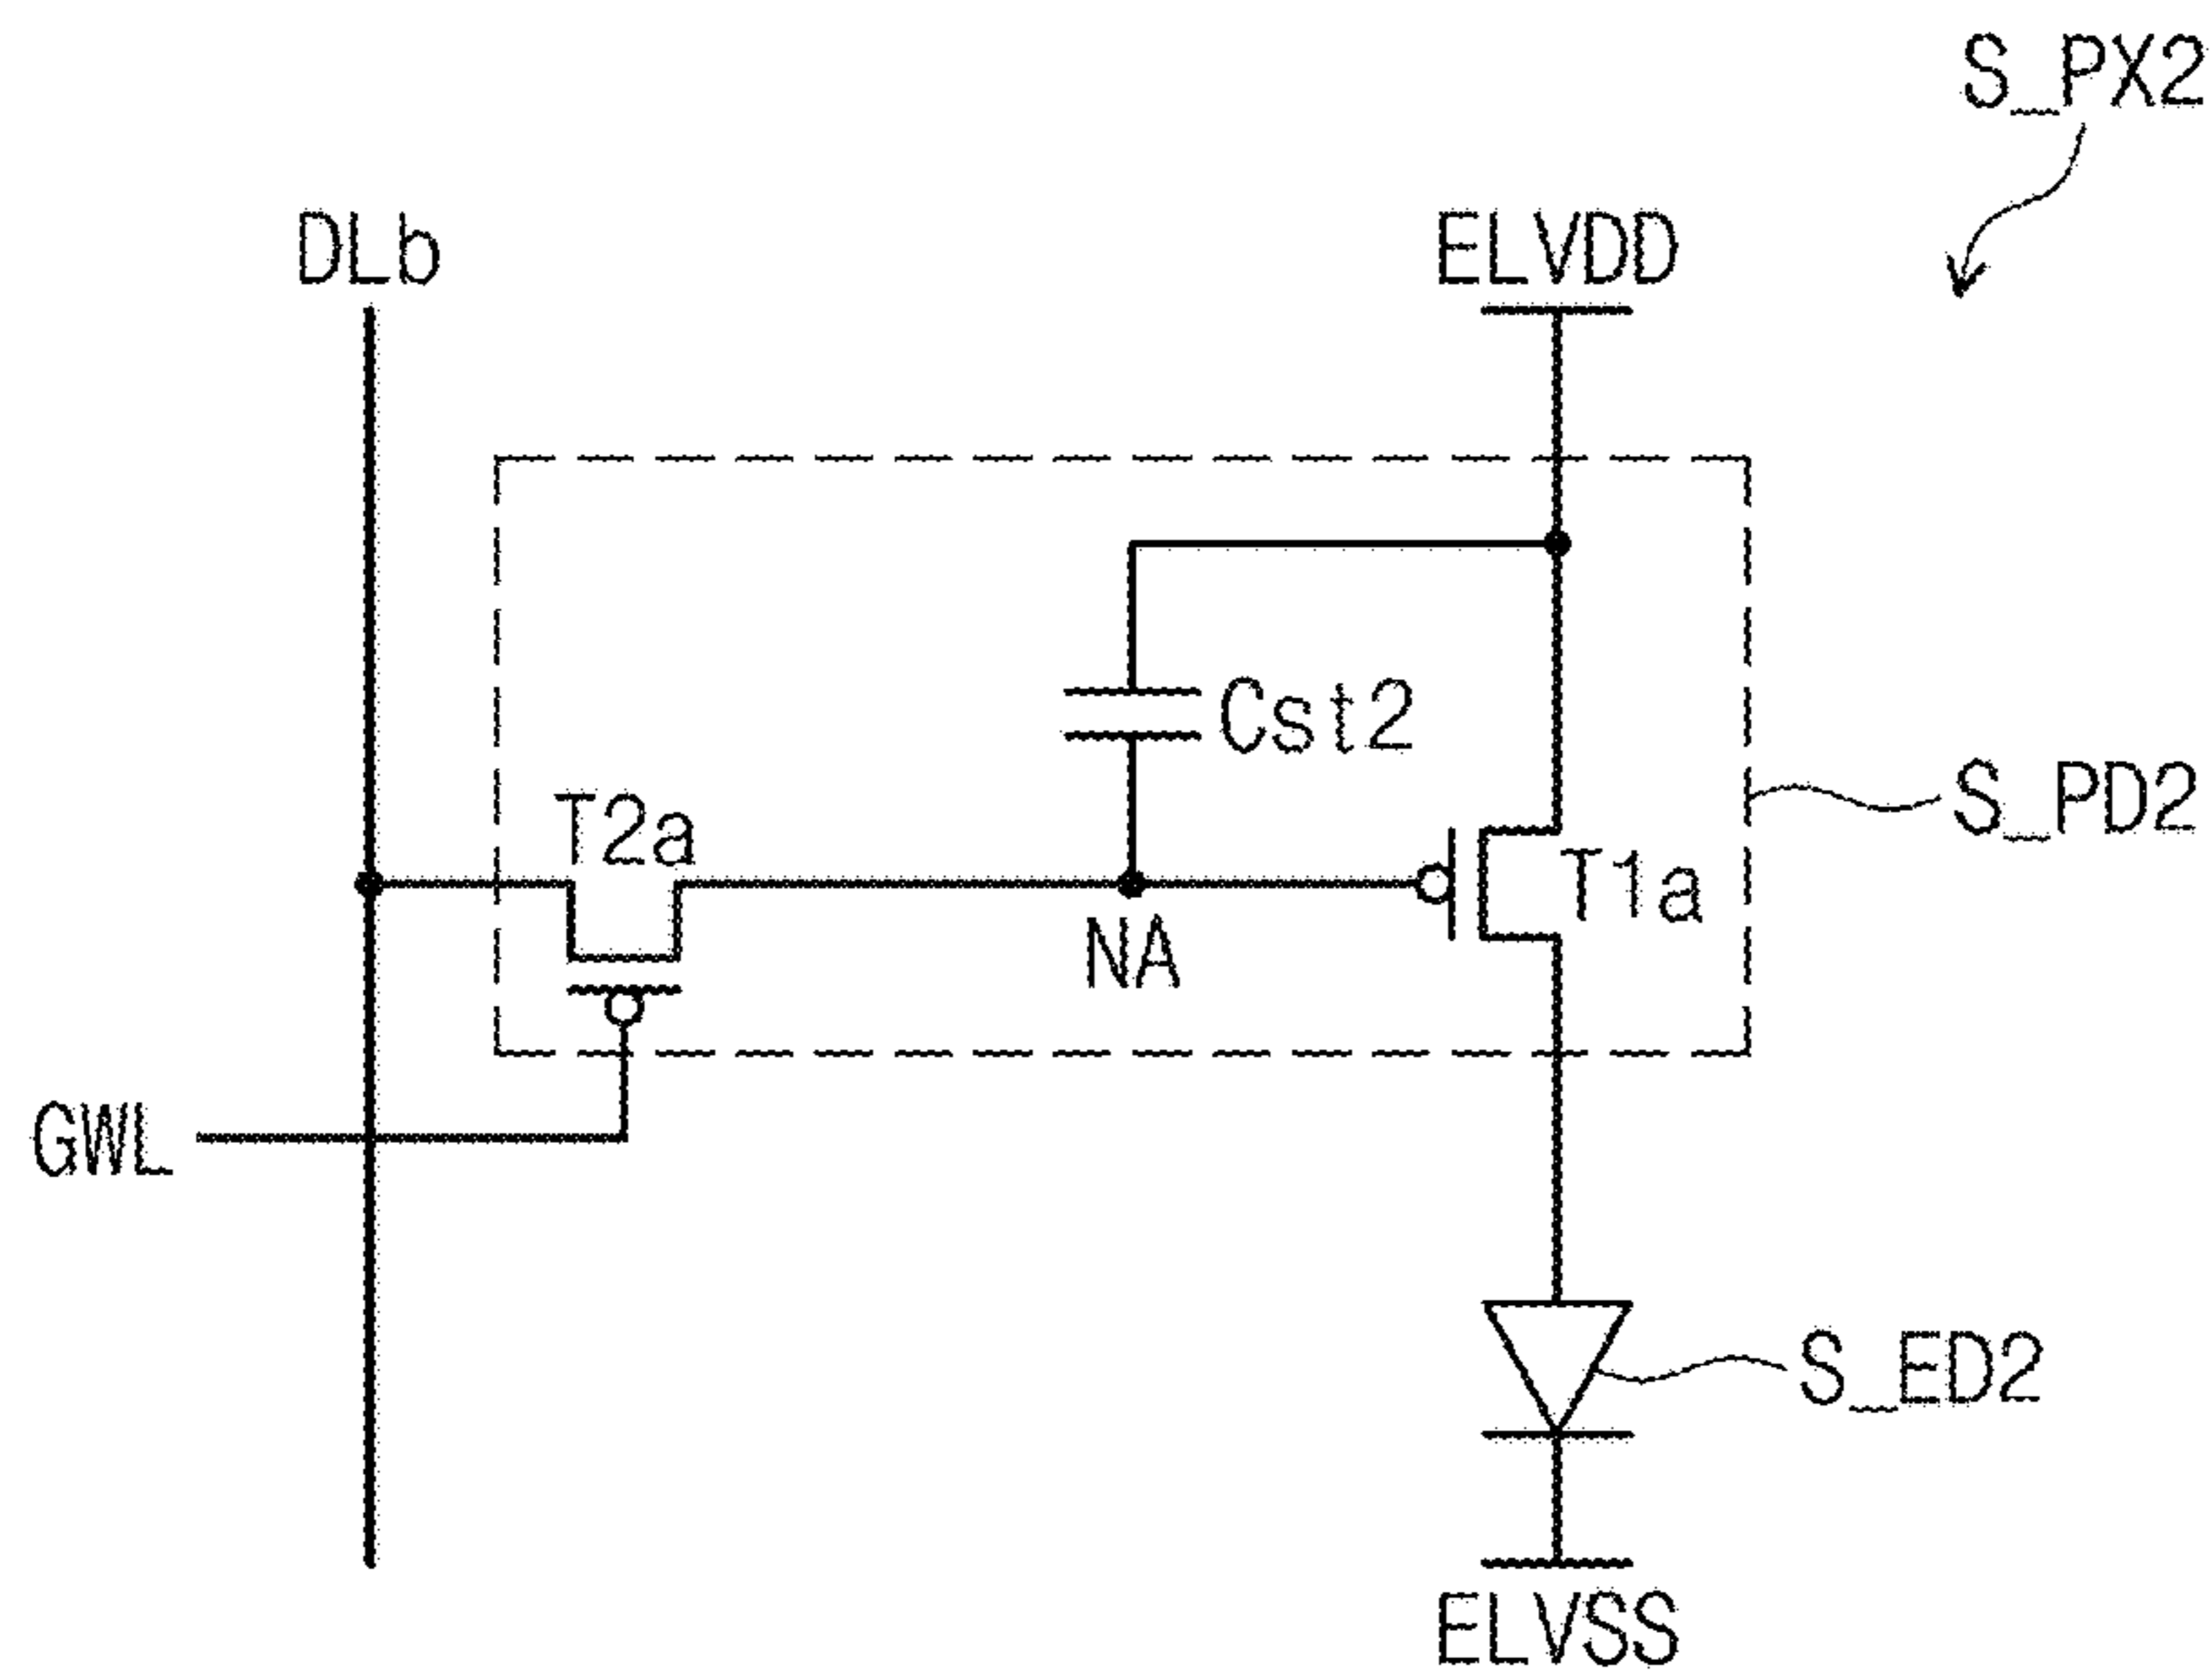 S_PX2
DLb
ELVDD
Cst2
S_PD2
T2a
T1a
NA
GWL
S_ED2
ELVSS